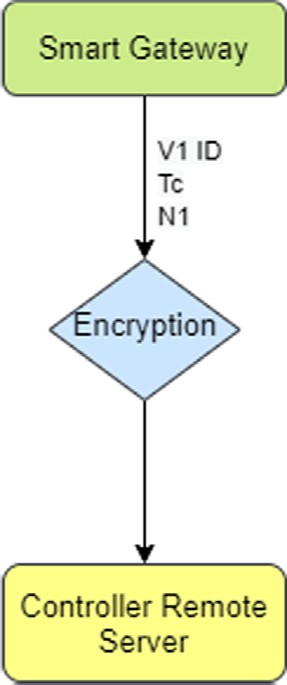 Smart Gateway
V1 ID
Tc
N1
Encryption
Controller Remote
Server